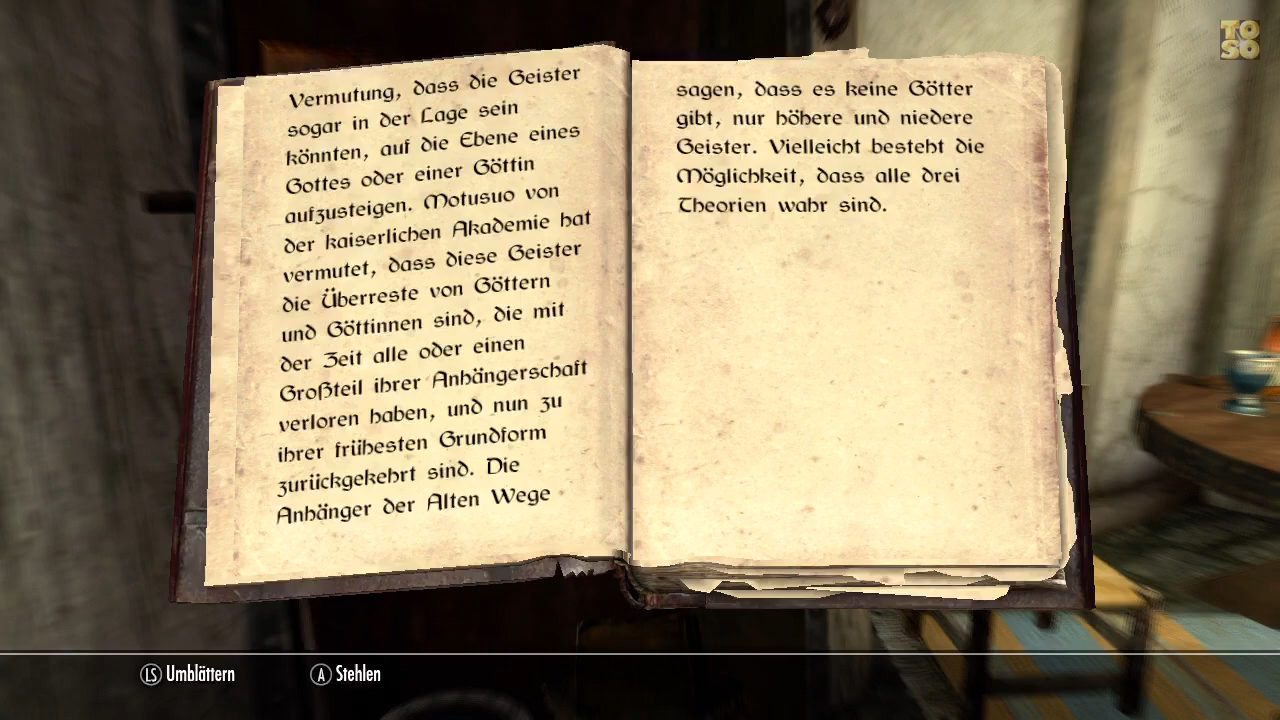 Vermutung, dass die Geister
sogar in der Lage sein
könnten, auf die Ebene eines
Gottes oder einer Göttin
aufzusteigen. Motusuo von
der kaiserlichen Akademie hat
vermutet, dass diese Geister
die Überreste von Göttern
und Göttinnen sind, die mit
der Zeit alle oder einen
Großteil ihrer Anhängerschaft
verloren haben, und nun zu
ihrer frühesten Grundform
zurückgekehrt sind. Die
Anhänger der Alten Wege
sagen, dass es keine Götter
gibt, nur höhere und niedere
Geister. Vielleicht besteht die
Möglichkeit, dass alle drei
Theorien wahr sind.
TO
SO
LS Umblättern
A Stehlen